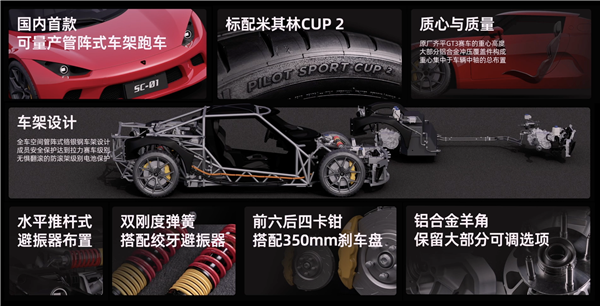 国内首款
可量产管阵式车架跑车
SC-01
标配米其林CUP 2
PILOT SPORT CUP 2
质心与质量
原厂齐平GT3赛车的重心高度
大部分铝合金冲压覆盖件构成
重心集中于车辆中轴的总布置
车架设计
全车空间管阵式铬钼钢车架设计
成员安全保护达到拉力赛车级别
无惧翻滚的防滚架级别电池保护
水平推杆式
避振器布置
双刚度弹簧
搭配绞牙避振器
前六后四卡钳
搭配350mm刹车盘
铝合金羊角
保留大部分可调选项